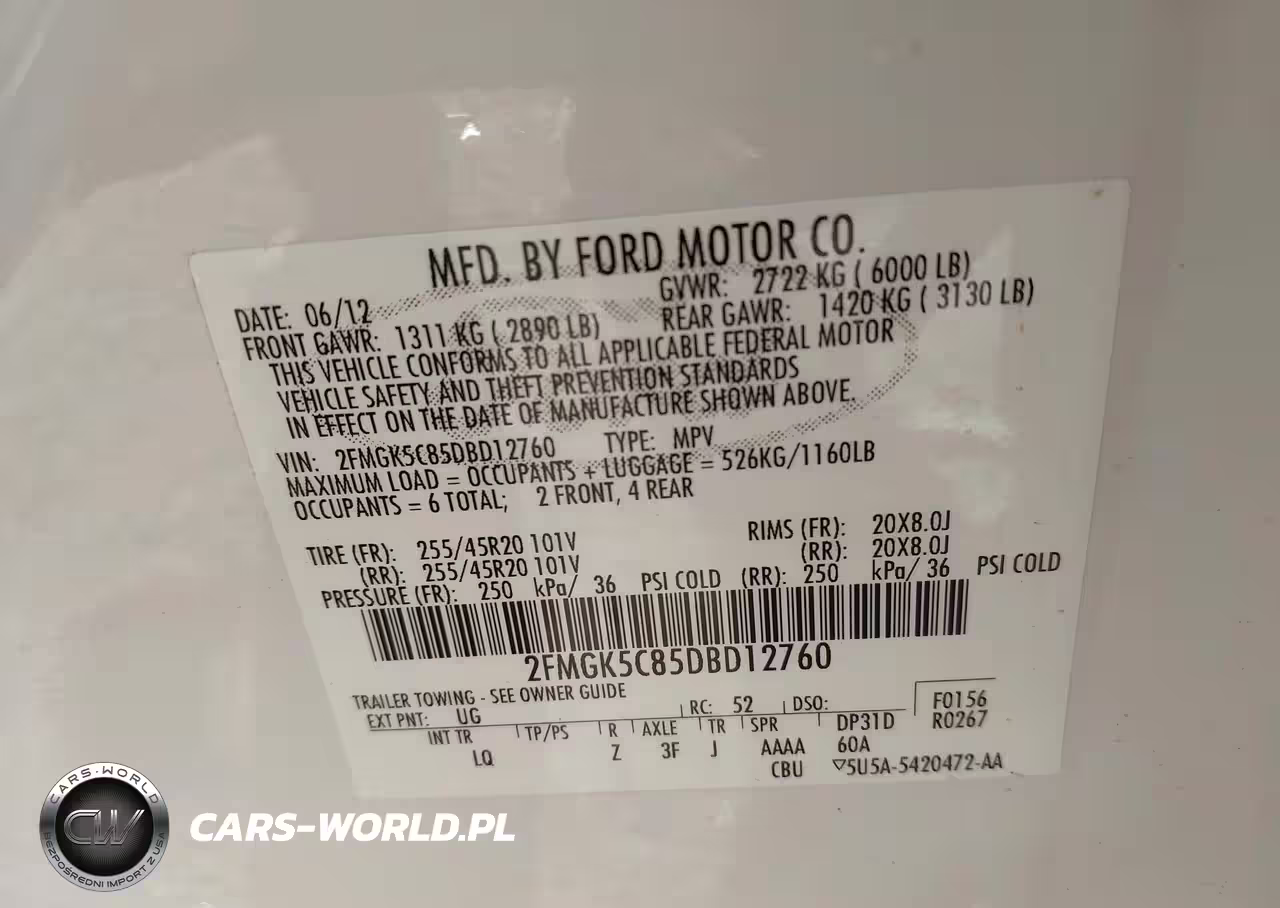 MFD. BY FORD MOTOR CO.
DATE: 06/12 GVWR: 2722 KG ( 6000 LB)
FRONT GAWR: 1311 KG ( 2890 LB) REAR GAWR: 1420 KG ( 3130 LB)
THIS VEHICLE CONFORMS TO ALL APPLICABLE FEDERAL MOTOR
VEHICLE SAFETY AND THEFT PREVENTION STANDARDS
IN EFFECT ON THE DATE OF MANUFACTURE SHOWN ABOVE.
VIN: 2FMGK5C85DBD12760 TYPE: MPV
MAXIMUM LOAD = OCCUPANTS + LUGGAGE = 526KG/1160LB
OCCUPANTS = 6 TOTAL; 2 FRONT, 4 REAR
TIRE (FR): 255/45R20 101V RIMS (FR): 20X8.0J
(RR): 255/45R20 101V (RR): 20X8.0J
PRESSURE (FR): 250 kPa/ 36 PSI COLD (RR): 250 kPa/ 36 PSI COLD
2FMGK5C85DBD12760
TRAILER TOWING - SEE OWNER GUIDE
EXT PNT: UG RC: 52 DSO: F0156
INT TR TP/PS R AXLE TR SPR DP31D R0267
LQ Z 3F J AAAA 60A
CBU ▽5U5A-5420472-AA
CARS-WORLD
CW
BEZPOŚREDNI IMPORT Z USA
CARS-WORLD.PL